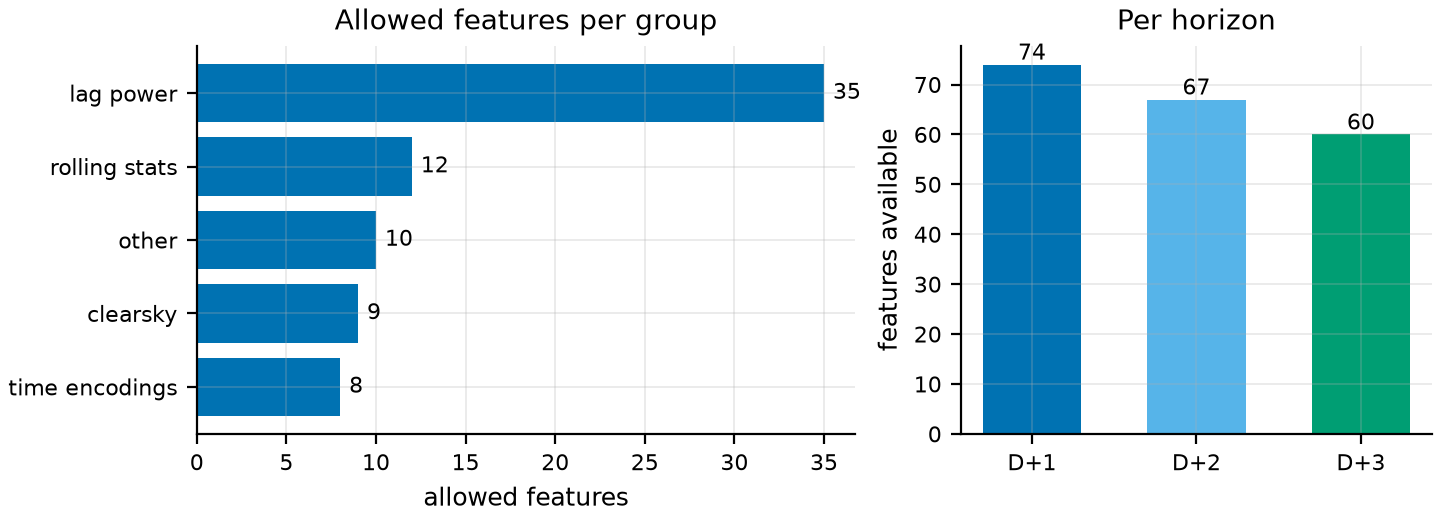 Allowed features per group
lag power
35
rolling stats
12
other
10
clearsky
9
time encodings
8
0 5 10 15 20 25 30 35
allowed features
Per horizon
features available
70
60
50
40
30
20
10
0
74
67
60
D+1 D+2 D+3